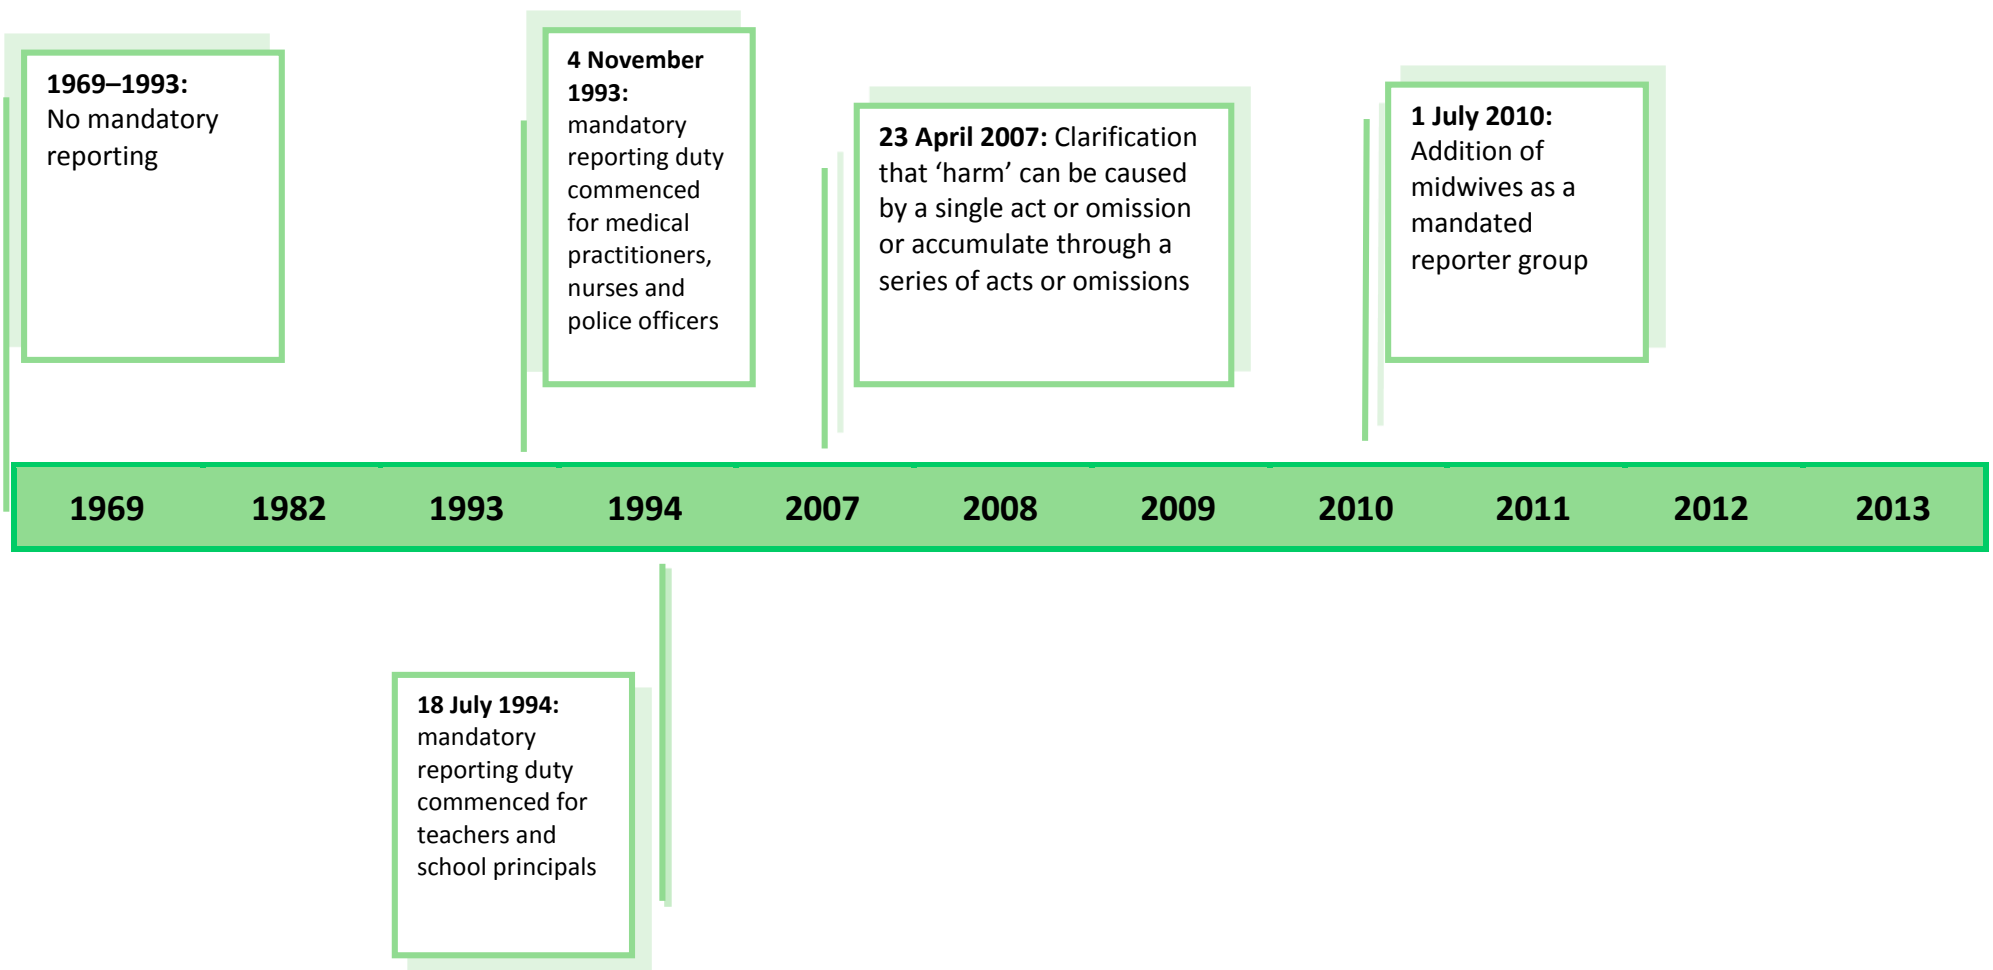 1969–1993:
No mandatory
reporting
4 November
1993:
mandatory
reporting duty
commenced
for medical
practitioners,
nurses and
police officers
23 April 2007: Clarification
that ‘harm’ can be caused
by a single act or omission
or accumulate through a
series of acts or omissions
1 July 2010:
Addition of
midwives as a
mandated
reporter group
1969 1982 1993 1994 2007 2008 2009 2010 2011 2012 2013
18 July 1994:
mandatory
reporting duty
commenced for
teachers and
school principals